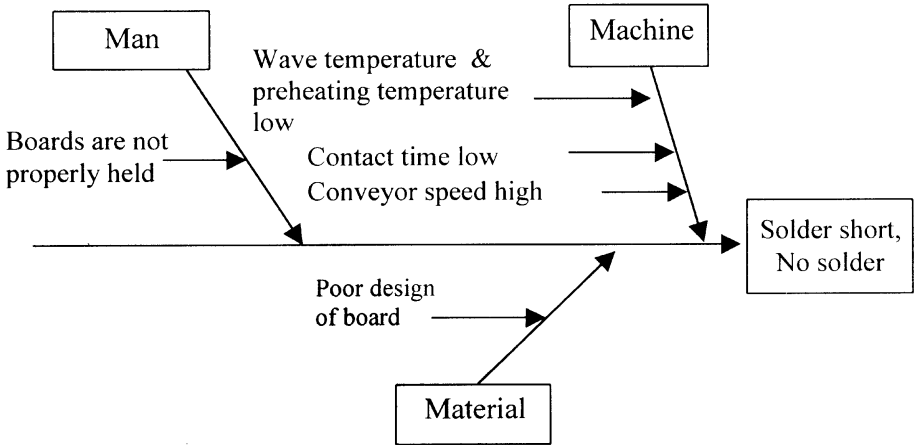 Man
Machine
Wave temperature &
preheating temperature
low
Boards are not
properly held
Contact time low
Conveyor speed high
Solder short,
No solder
Poor design
of board
Material